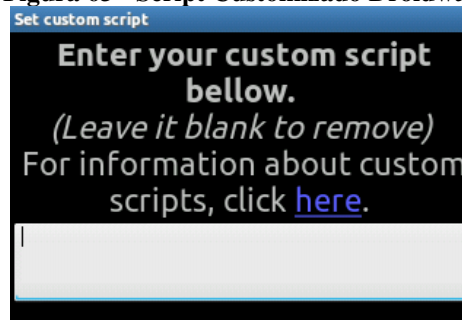 Set custom script
Enter your custom script
bellow.
(Leave it blank to remove)
For information about custom
scripts, click here.